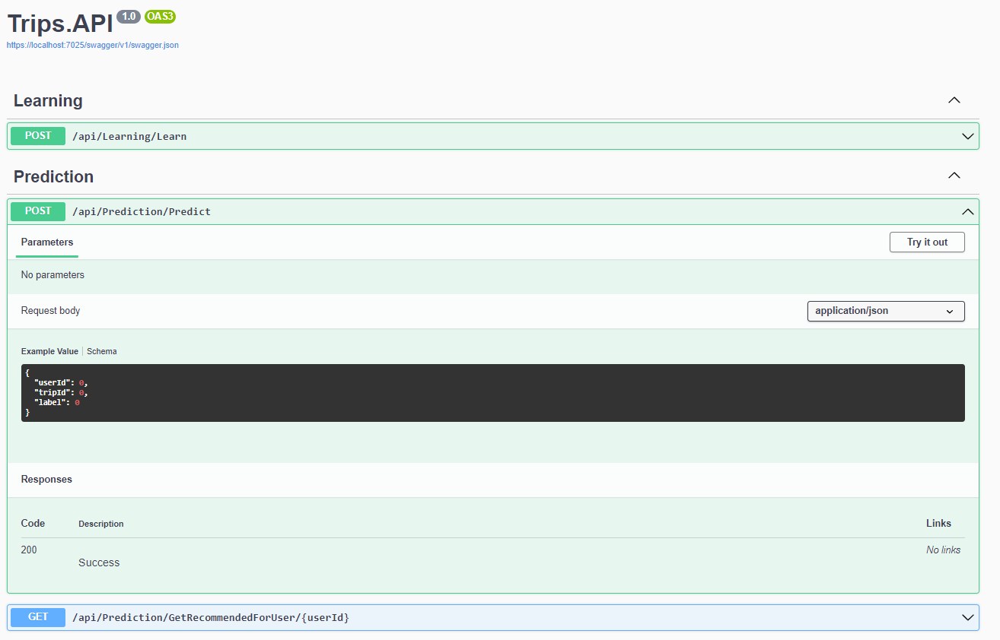 Trips.API 1.0 OAS3
https://localhost:7025/swagger/v1/swagger.json
Learning
POST /api/Learning/Learn
Prediction
POST /api/Prediction/Predict
Parameters Try it out
No parameters
Request body application/json
Example Value Schema
{
"userId": 0,
"tripId": 0,
"label": 0
}
Responses
Code Description Links
200 No links
Success
GET /api/Prediction/GetRecommendedForUser/{userId}